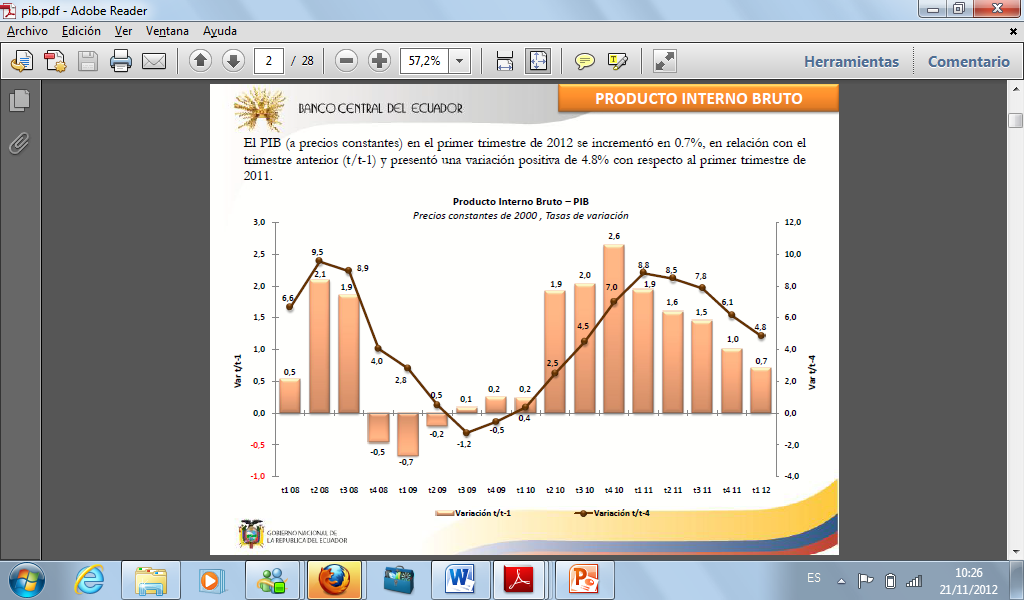 pib.pdf - Adobe Reader
Archivo Edición Ver Ventana Ayuda
2 / 28 57,2% Herramientas Comentario
BANCO CENTRAL DEL ECUADOR
PRODUCTO INTERNO BRUTO
El PIB (a precios constantes) en el primer trimestre de 2012 se incrementó en 0.7%, en relación con el
trimestre anterior (t/t-1) y presentó una variación positiva de 4.8% con respecto al primer trimestre de
2011.
Producto Interno Bruto – PIB
Precios constantes de 2000 , Tasas de variación
3,0 2,5 2,0 1,5 1,0 0,5 0,0 -0,5 -1,0
Var t/t-1
12,0 10,0 8,0 6,0 4,0 2,0 0,0 -2,0 -4,0
Var t/t-4
6,6 9,5 8,9 4,0 2,8 0,5 -1,2 -0,5 0,4 2,5 4,5 7,0 8,8 8,5 7,8 6,1 4,8
0,5 2,1 1,9 -0,5 -0,7 -0,2 0,1 0,2 0,2 1,9 2,0 2,6 1,9 1,6 1,5 1,0 0,7
t1 08 t2 08 t3 08 t4 08 t1 09 t2 09 t3 09 t4 09 t1 10 t2 10 t3 10 t4 10 t1 11 t2 11 t3 11 t4 11 t1 12
Variación t/t-1 Variación t/t-4
GOBIERNO NACIONAL DE
LA REPUBLICA DEL ECUADOR
ES
10:26
21/11/2012